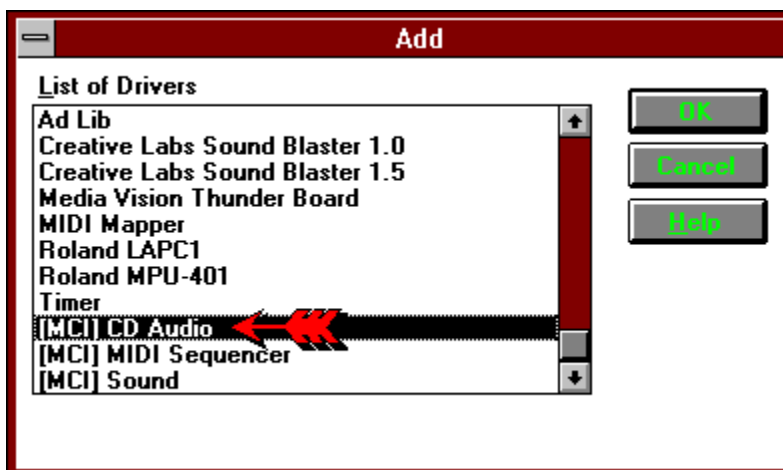 Add
List of Drivers
Ad Lib
Creative Labs Sound Blaster 1.0
Creative Labs Sound Blaster 1.5
Media Vision Thunder Board
MIDI Mapper
Roland LAPC1
Roland MPU-401
Timer
[MCI] CD Audio
[MCI] MIDI Sequencer
[MCI] Sound
OK
Cancel
Help